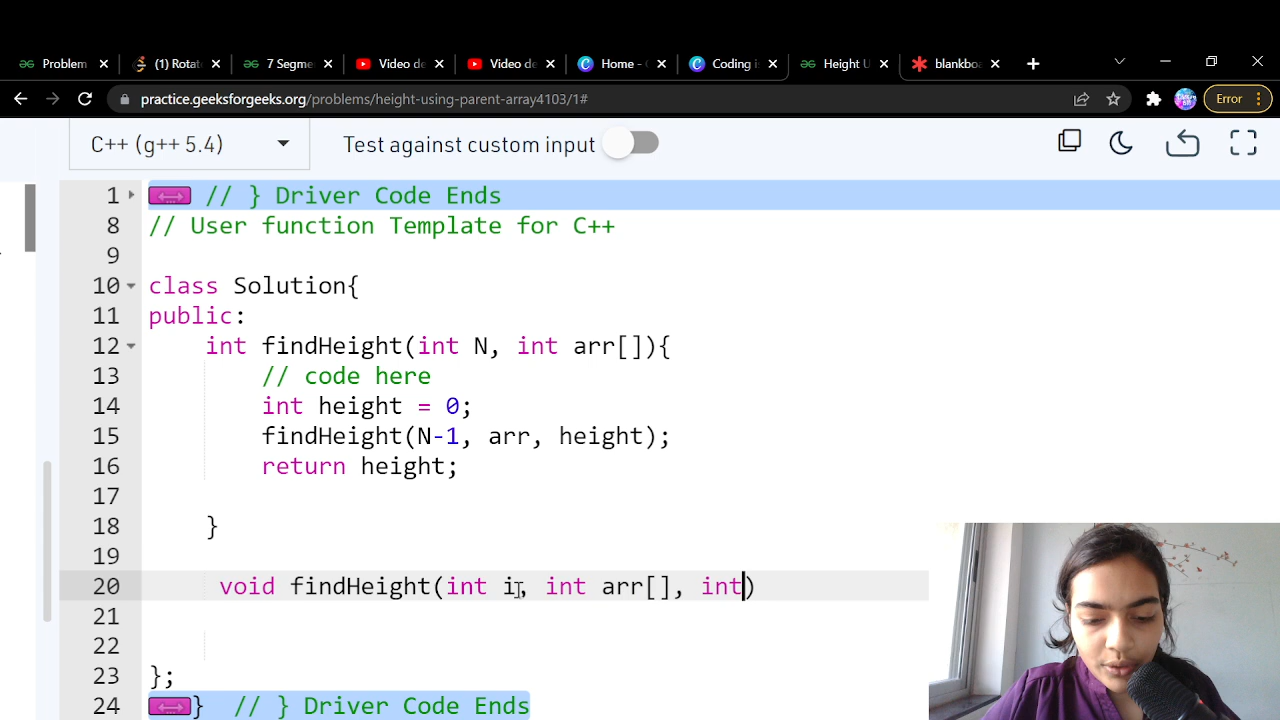 Problem
(1) Rotat
7 Segme
Video de
Video de
Home -
Coding is
Height U
blankboa
practice.geeksforgeeks.org/problems/height-using-parent-array4103/1#
Error
C++ (g++ 5.4)
Test against custom input
1 // } Driver Code Ends
8 // User function Template for C++
9
10 class Solution{
11 public:
12 int findHeight(int N, int arr[]){
13 // code here
14 int height = 0;
15 findHeight(N-1, arr, height);
16 return height;
17
18 }
19
20 void findHeight(int i, int arr[], int)
21
22
23 };
24 } // } Driver Code Ends